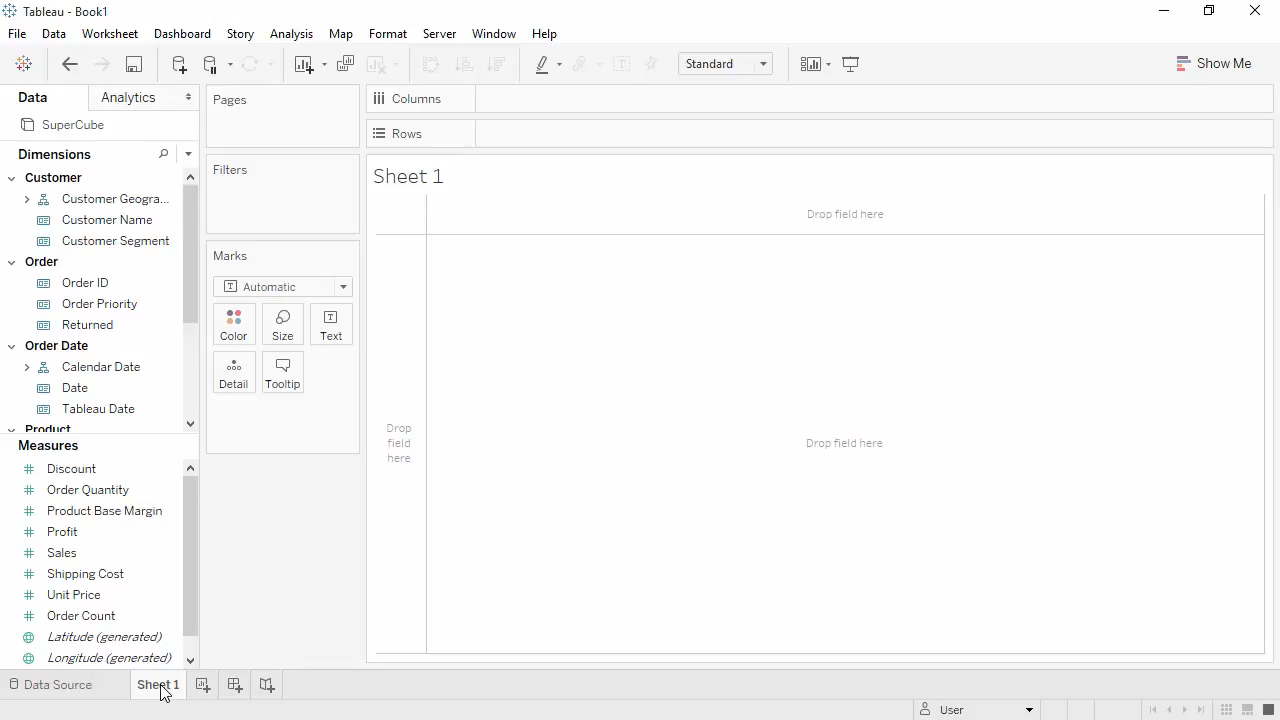 Tableau - Book1
File Data Worksheet Dashboard Story Analysis Map Format Server Window Help
Standard
Show Me
Data Analytics
SuperCube
Dimensions
Customer
Customer Geogra...
Customer Name
Customer Segment
Order
Order ID
Order Priority
Returned
Order Date
Calendar Date
Date
Tableau Date
Product
Measures
Discount
Order Quantity
Product Base Margin
Profit
Sales
Shipping Cost
Unit Price
Order Count
Latitude (generated)
Longitude (generated)
Pages
Filters
Marks
Automatic
Color Size Text
Detail Tooltip
Columns
Rows
Sheet 1
Drop field here
Drop
field
here
Drop field here
Data Source Sheet 1
User